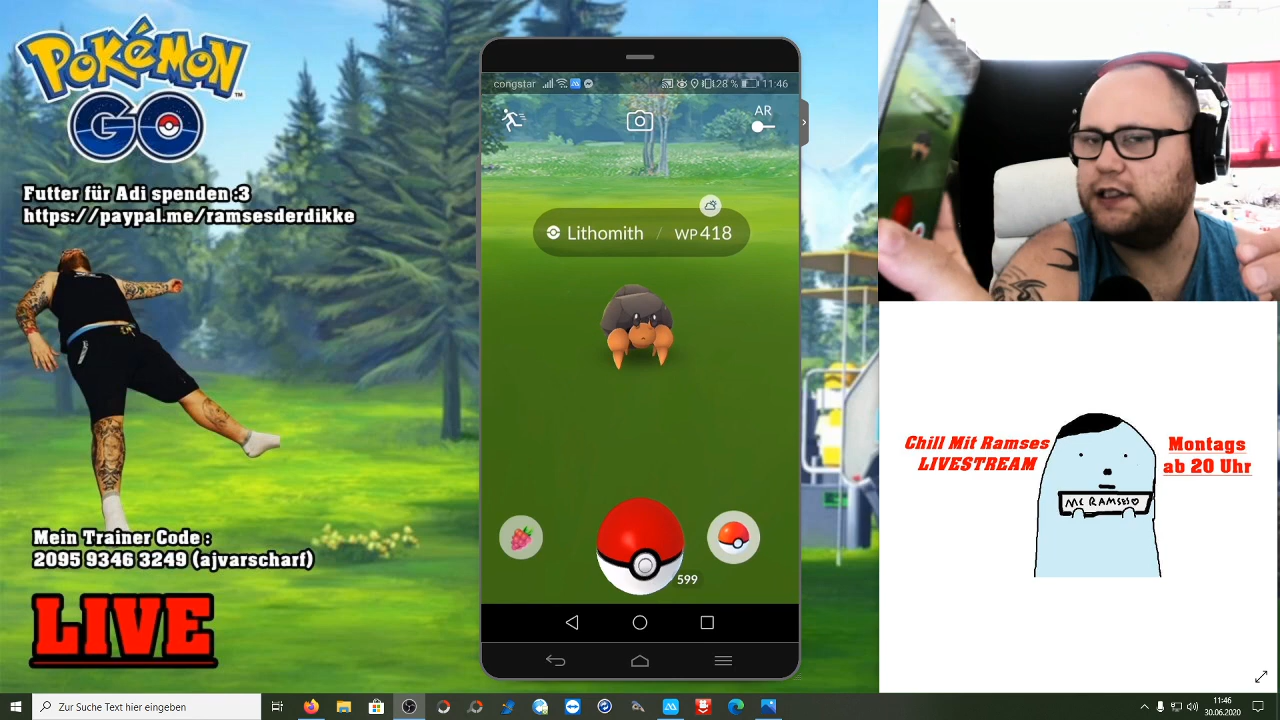 POKÉMON
GO
™
Futter für Adi spenden :3
https://paypal.me/ramsesderdikke
Mein Trainer Code :
2095 9346 3249 (ajvarscharf)
LIVE
congstar
28 % 11:46
AR
Lithomith / WP418
599
Chill Mit Ramses
LIVESTREAM
Montags
ab 20 Uhr
MC RAMSES♡
Zur Suche Text hier eingeben
11:46
30.06.2020